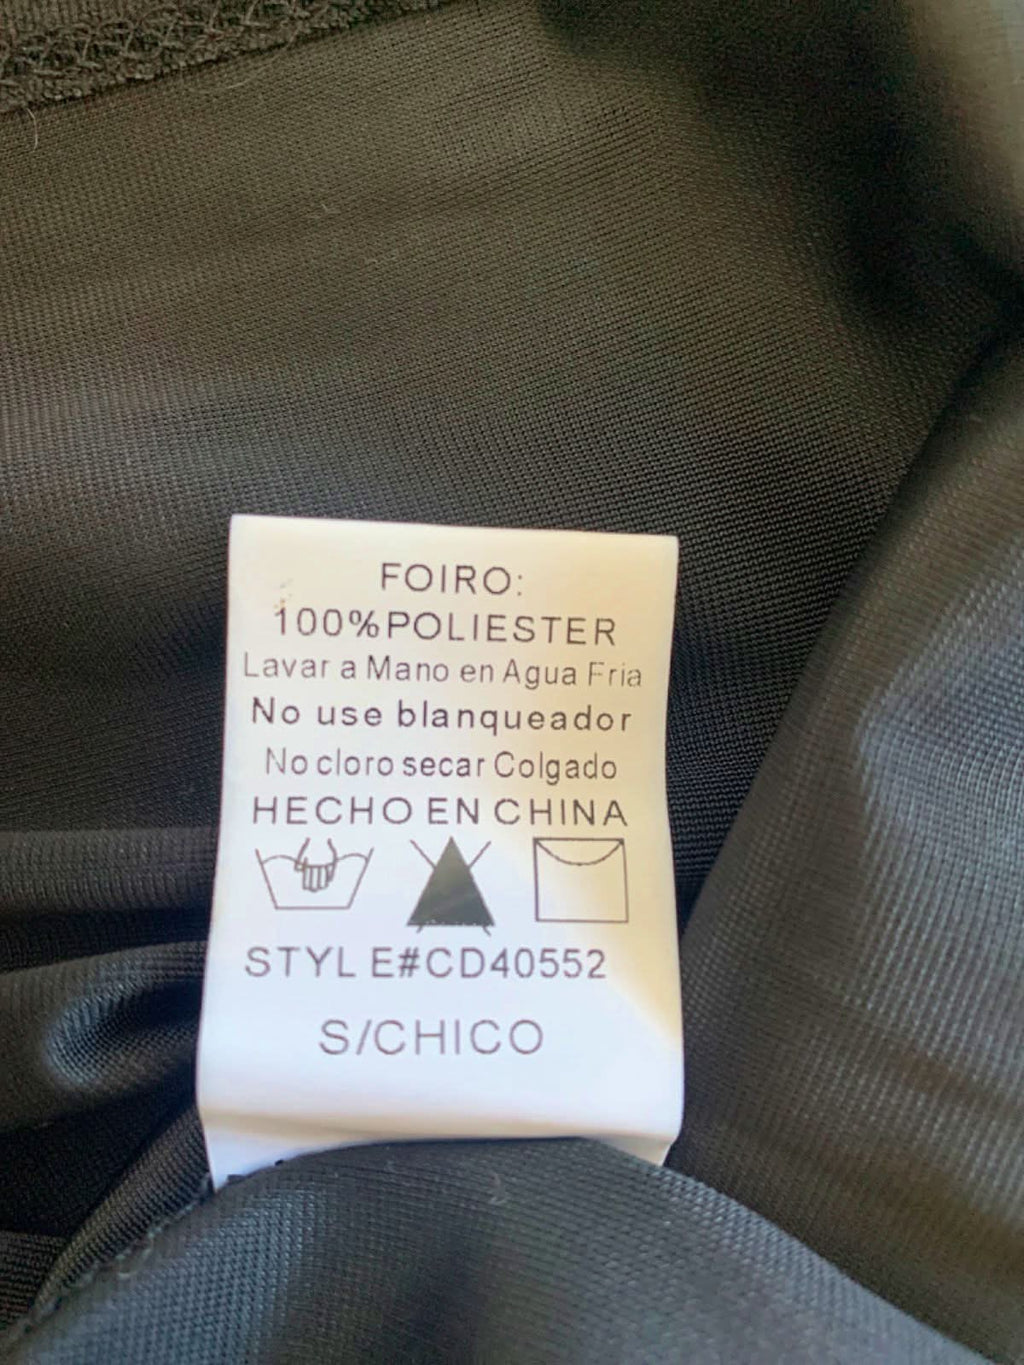 FOIRO:
100%POLIESTER
Lavar a Mano en Agua Fria
No use blanqueador
No cloro secar Colgado
HECHO EN CHINA
STYLE#CD40552
S/CHICO